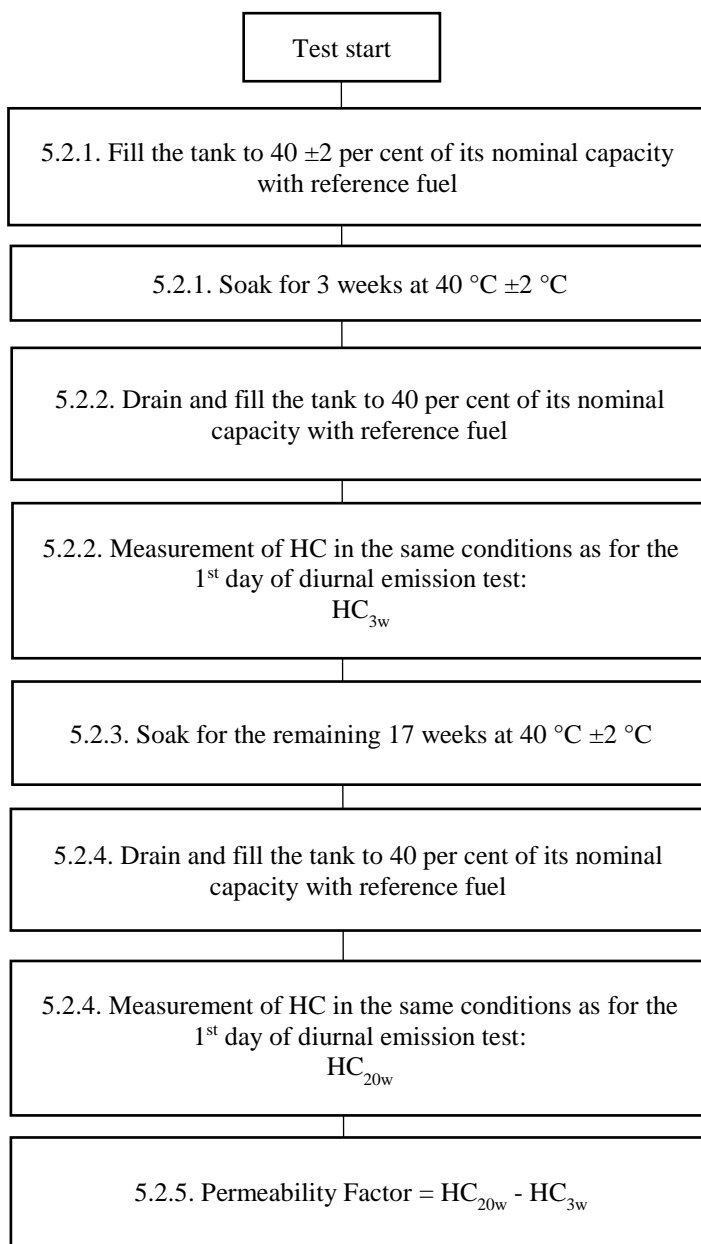 Test start
5.2.1. Fill the tank to 40 ±2 per cent of its nominal capacity
with reference fuel
5.2.1. Soak for 3 weeks at 40 °C ±2 °C
5.2.2. Drain and fill the tank to 40 per cent of its nominal
capacity with reference fuel
5.2.2. Measurement of HC in the same conditions as for the
1st day of diurnal emission test:
HC3w
5.2.3. Soak for the remaining 17 weeks at 40 °C ±2 °C
5.2.4. Drain and fill the tank to 40 per cent of its nominal
capacity with reference fuel
5.2.4. Measurement of HC in the same conditions as for the
1st day of diurnal emission test:
HC20w
5.2.5. Permeability Factor = HC20w - HC3w